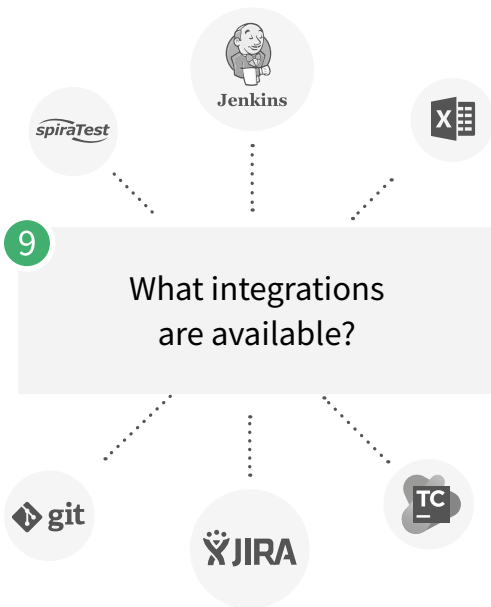 Jenkins
spiraTest
X
9
What integrations
are available?
git
JIRA
TC